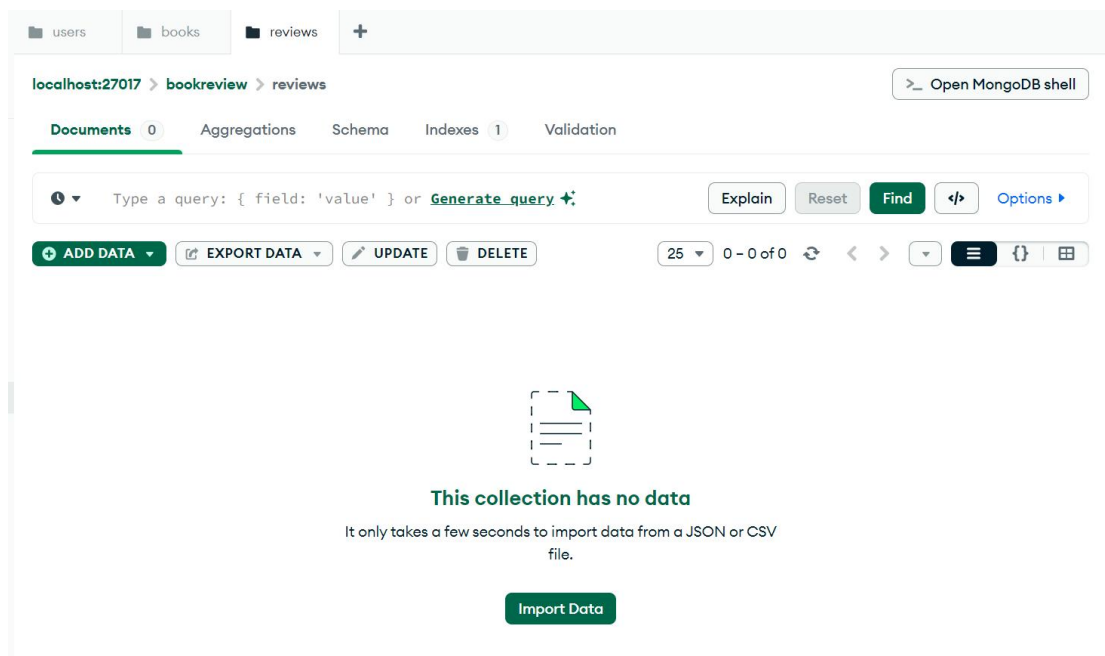 users books reviews +
localhost:27017 > bookreview > reviews
>_ Open MongoDB shell
Documents 0 Aggregations Schema Indexes 1 Validation
Type a query: { field: 'value' } or Generate query
Explain Reset Find </> Options
ADD DATA EXPORT DATA UPDATE DELETE
25 0 – 0 of 0 {}
This collection has no data
It only takes a few seconds to import data from a JSON or CSV
file.
Import Data